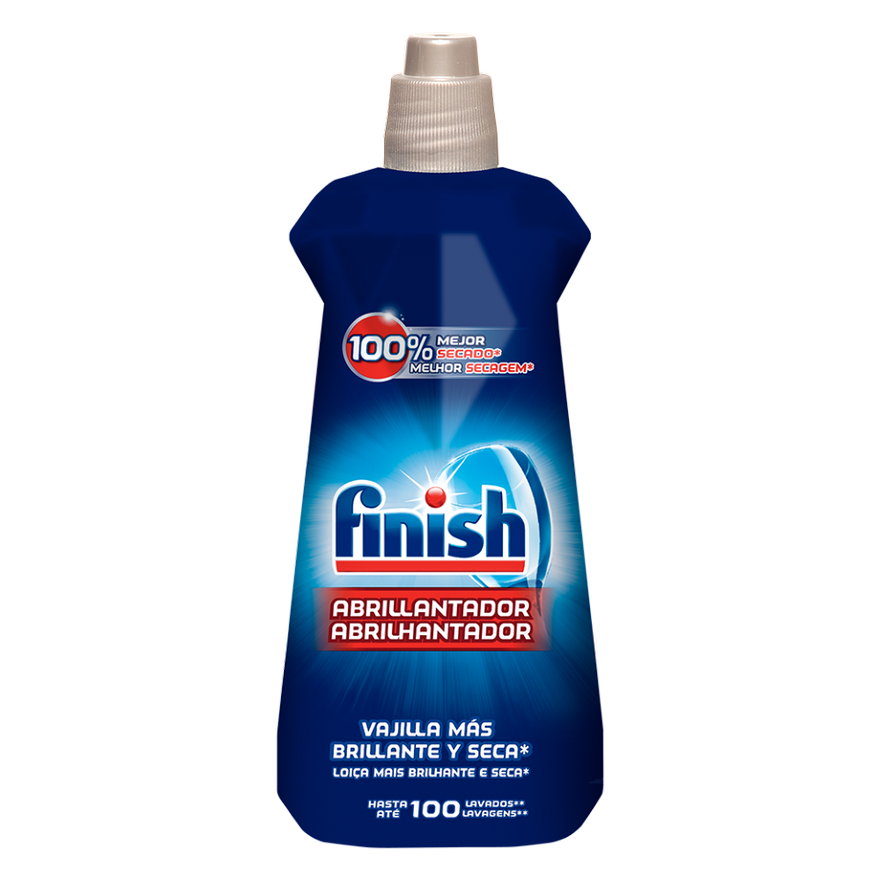 100% MEJOR
SECADO*
MELHOR SECAGEM*
finish
ABRILLANTADOR
ABRILHANTADOR
VAJILLA MÁS
BRILLANTE Y SECA*
LOIÇA MAIS BRILHANTE E SECA*
HASTA ATÉ 100 LAVADOS** LAVAGENS**